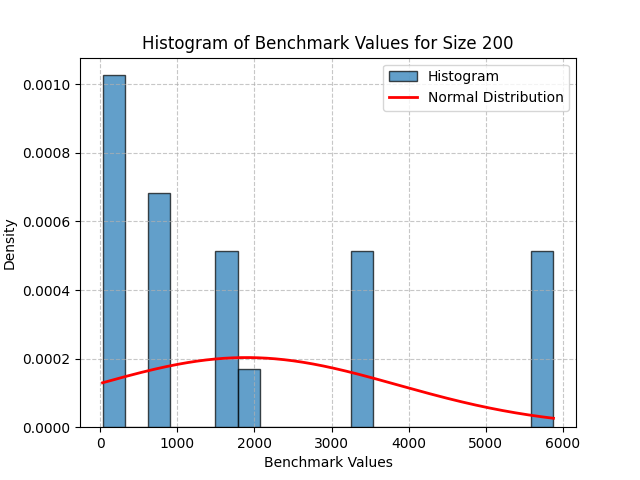 Histogram of Benchmark Values for Size 200
Histogram
Normal Distribution
0.0010
0.0008
0.0006
0.0004
0.0002
0.0000
Density
0
1000
2000
3000
4000
5000
6000
Benchmark Values